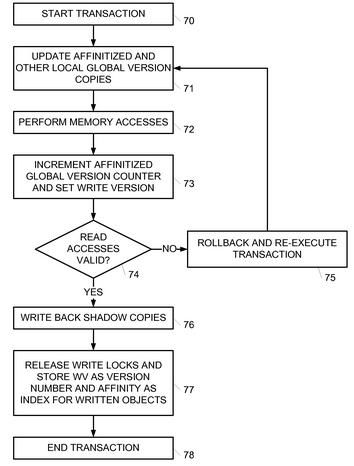 START TRANSACTION
70
UPDATE AFFINITIZED AND
OTHER LOCAL GLOBAL VERSION
COPIES
71
PERFORM MEMORY ACCESSES
72
INCREMENT AFFINITIZED
GLOBAL VERSION COUNTER
AND SET WRITE VERSION
73
READ
ACCESSES
VALID?
74
NO
ROLLBACK AND RE-EXECUTE
TRANSACTION
75
YES
WRITE BACK SHADOW COPIES
76
RELEASE WRITE LOCKS AND
STORE WV AS VERSION
NUMBER AND AFFINITY AS
INDEX FOR WRITTEN OBJECTS
77
END TRANSACTION
78